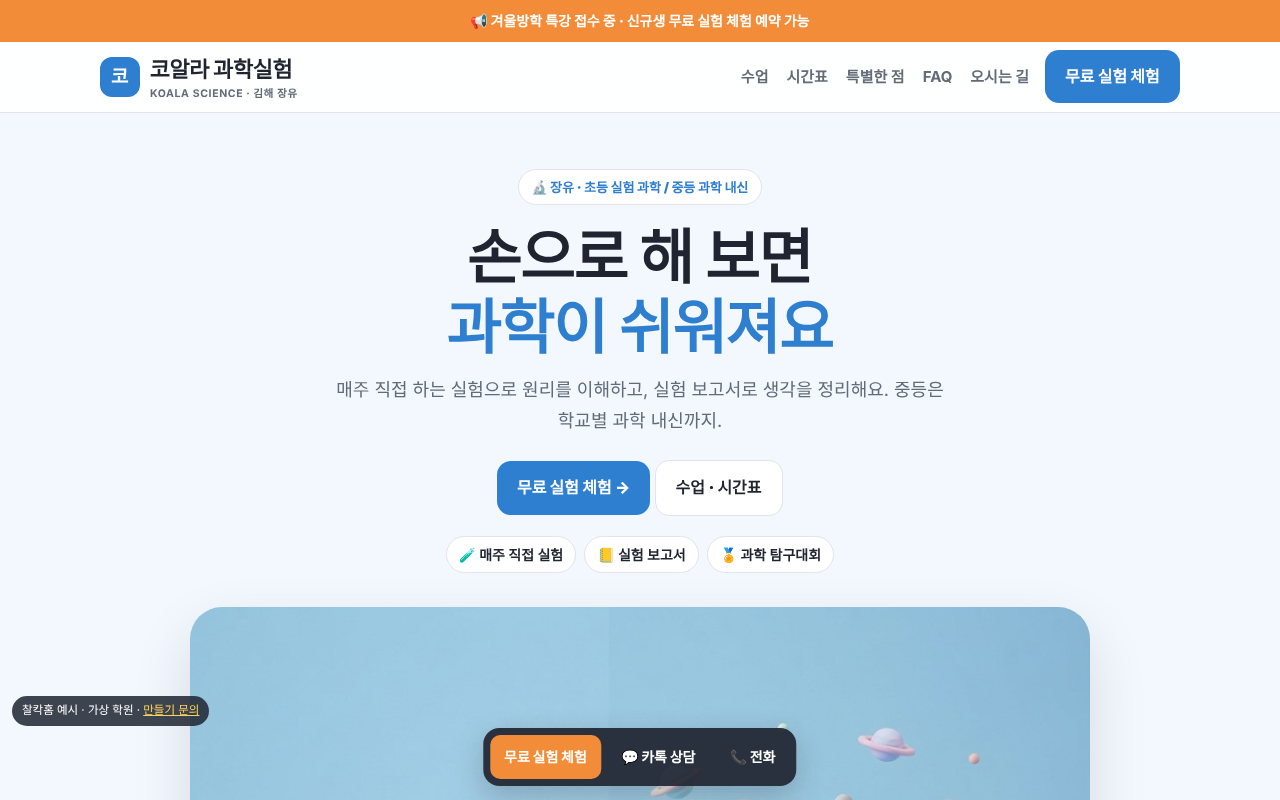 📢 겨울방학 특강 접수 중 · 신규생 무료 실험 체험 예약 가능
코
코알라 과학실험
KOALA SCIENCE · 김해 장유
수업 시간표 특별한 점 FAQ 오시는 길 무료 실험 체험
🔬 장유 · 초등 실험 과학 / 중등 과학 내신
손으로 해 보면
과학이 쉬워져요
매주 직접 하는 실험으로 원리를 이해하고, 실험 보고서로 생각을 정리해요. 중등은
학교별 과학 내신까지.
무료 실험 체험 → 수업 · 시간표
🧪 매주 직접 실험 📒 실험 보고서 🏅 과학 탐구대회
찰칵홈 예시 · 가상 학원 · 만들기 문의
무료 실험 체험 💬 카톡 상담 📞 전화